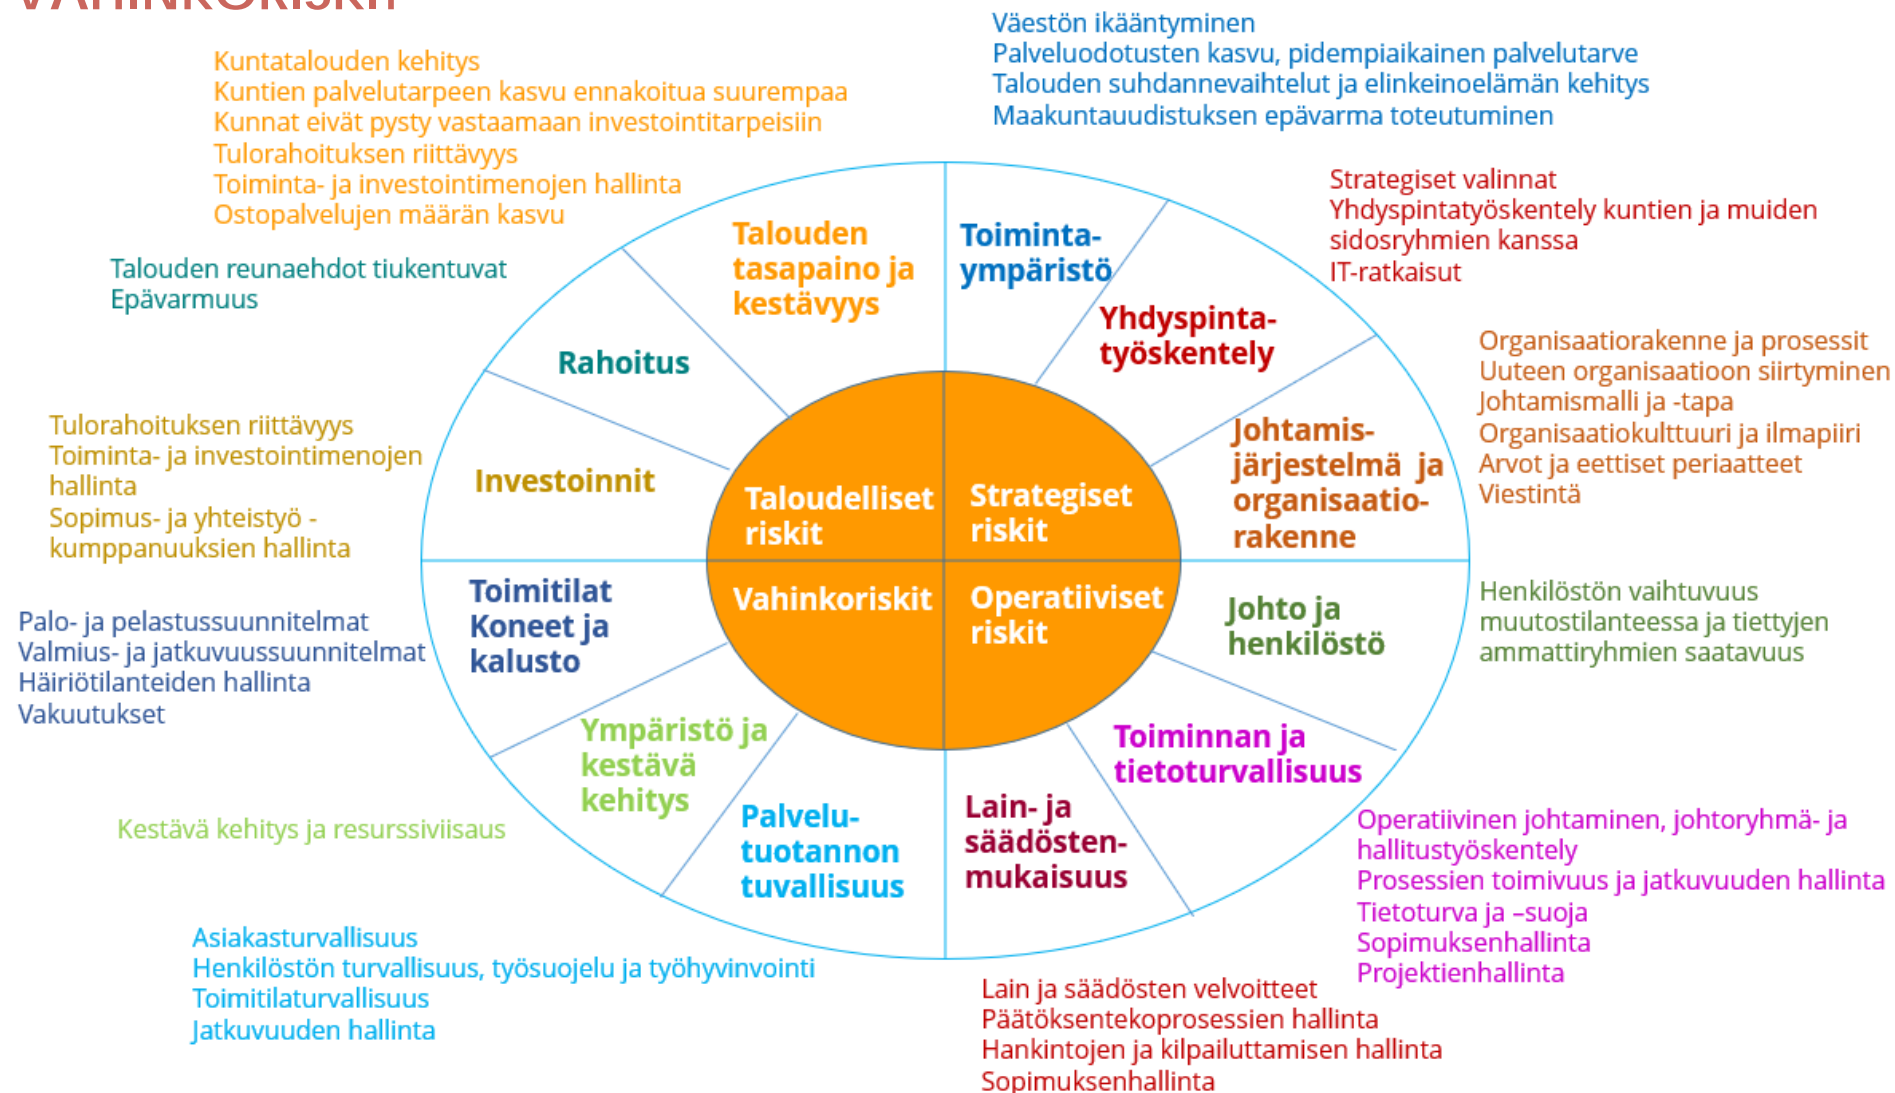 VAHINKORISKIT
Väestön ikääntyminen
Palveluodotusten kasvu, pidempiaikainen palvelutarve
Talouden suhdannevaihtelut ja elinkeinoelämän kehitys
Maakuntauudistuksen epävarma toteutuminen
Kuntatalouden kehitys
Kuntien palvelutarpeen kasvu ennakoitua suurempaa
Kunnat eivät pysty vastaamaan investointitarpeisiin
Tulorahoituksen riittävyys
Toiminta- ja investointimenojen hallinta
Ostopalvelujen määrän kasvu
Strategiset valinnat
Yhdyspintatyöskentely kuntien ja muiden
sidosryhmien kanssa
IT-ratkaisut
Talouden reunaehdot tiukentuvat
Epävarmuus
Talouden
tasapaino ja
kestävyys
Toiminta-
ympäristö
Yhdyspinta-
työskentely
Rahoitus
Organisaatiorakenne ja prosessit
Uuteen organisaatioon siirtyminen
Johtamismalli ja -tapa
Organisaatiokulttuuri ja ilmapiiri
Arvot ja eettiset periaatteet
Viestintä
Tulorahoituksen riittävyys
Toiminta- ja investointimenojen
hallinta
Sopimus- ja yhteistyö -
kumppanuuksien hallinta
Investoinnit
Johtamis-
järjestelmä ja
organisaatio-
rakenne
Taloudelliset
riskit
Strategiset
riskit
Vahinkoriskit
Operatiiviset
riskit
Toimitilat
Koneet ja
kalusto
Johto ja
henkilöstö
Henkilöstön vaihtuvuus
muutostilanteessa ja tiettyjen
ammattiryhmien saatavuus
Palo- ja pelastussuunnitelmat
Valmius- ja jatkuvuussuunnitelmat
Häiriötilanteiden hallinta
Vakuutukset
Ympäristö ja
kestävä
kehitys
Toiminnan ja
tietoturvallisuus
Palvelu-
tuotannon
tuvallisuus
Lain- ja
säädösten-
mukaisuus
Kestävä kehitys ja resurssiviisaus
Operatiivinen johtaminen, johtoryhmä- ja
hallitustyöskentely
Prosessien toimivuus ja jatkuvuuden hallinta
Tietoturva ja –suoja
Sopimuksenhallinta
Projektienhallinta
Asiakasturvallisuus
Henkilöstön turvallisuus, työsuojelu ja työhyvinvointi
Toimitilaturvallisuus
Jatkuvuuden hallinta
Lain ja säädösten velvoitteet
Päätöksentekoprosessien hallinta
Hankintojen ja kilpailuttamisen hallinta
Sopimuksenhallinta